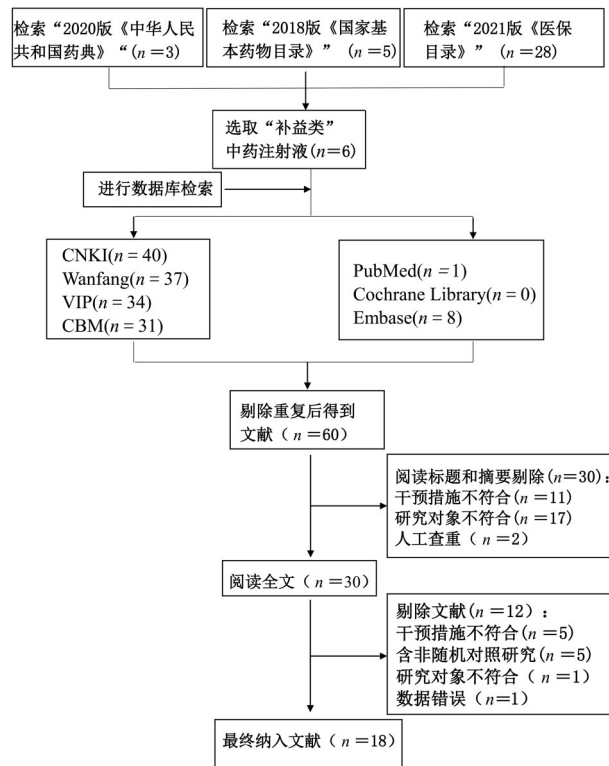 检索“2020版《中华人民
共和国药典》“(n=3)
检索“2018版《国家基
本药物目录》” (n=5)
检索“2021版《医保
目录》” (n=28)
选取“补益类”
中药注射液(n=6)
进行数据库检索
CNKI(n = 40)
Wanfang(n = 37)
VIP(n = 34)
CBM(n = 31)
PubMed(n =1)
Cochrane Library(n = 0)
Embase(n = 8)
剔除重复后得到
文献（ n =60）
阅读标题和摘要剔除(n=30)：
干预措施不符合(n=11)
研究对象不符合(n=17)
人工查重（ n =2）
阅读全文（ n =30）
剔除文献(n=12)：
干预措施不符合(n=5)
含非随机对照研究(n=5)
研究对象不符合（ n =1）
数据错误(n=1)
最终纳入文献（ n =18）